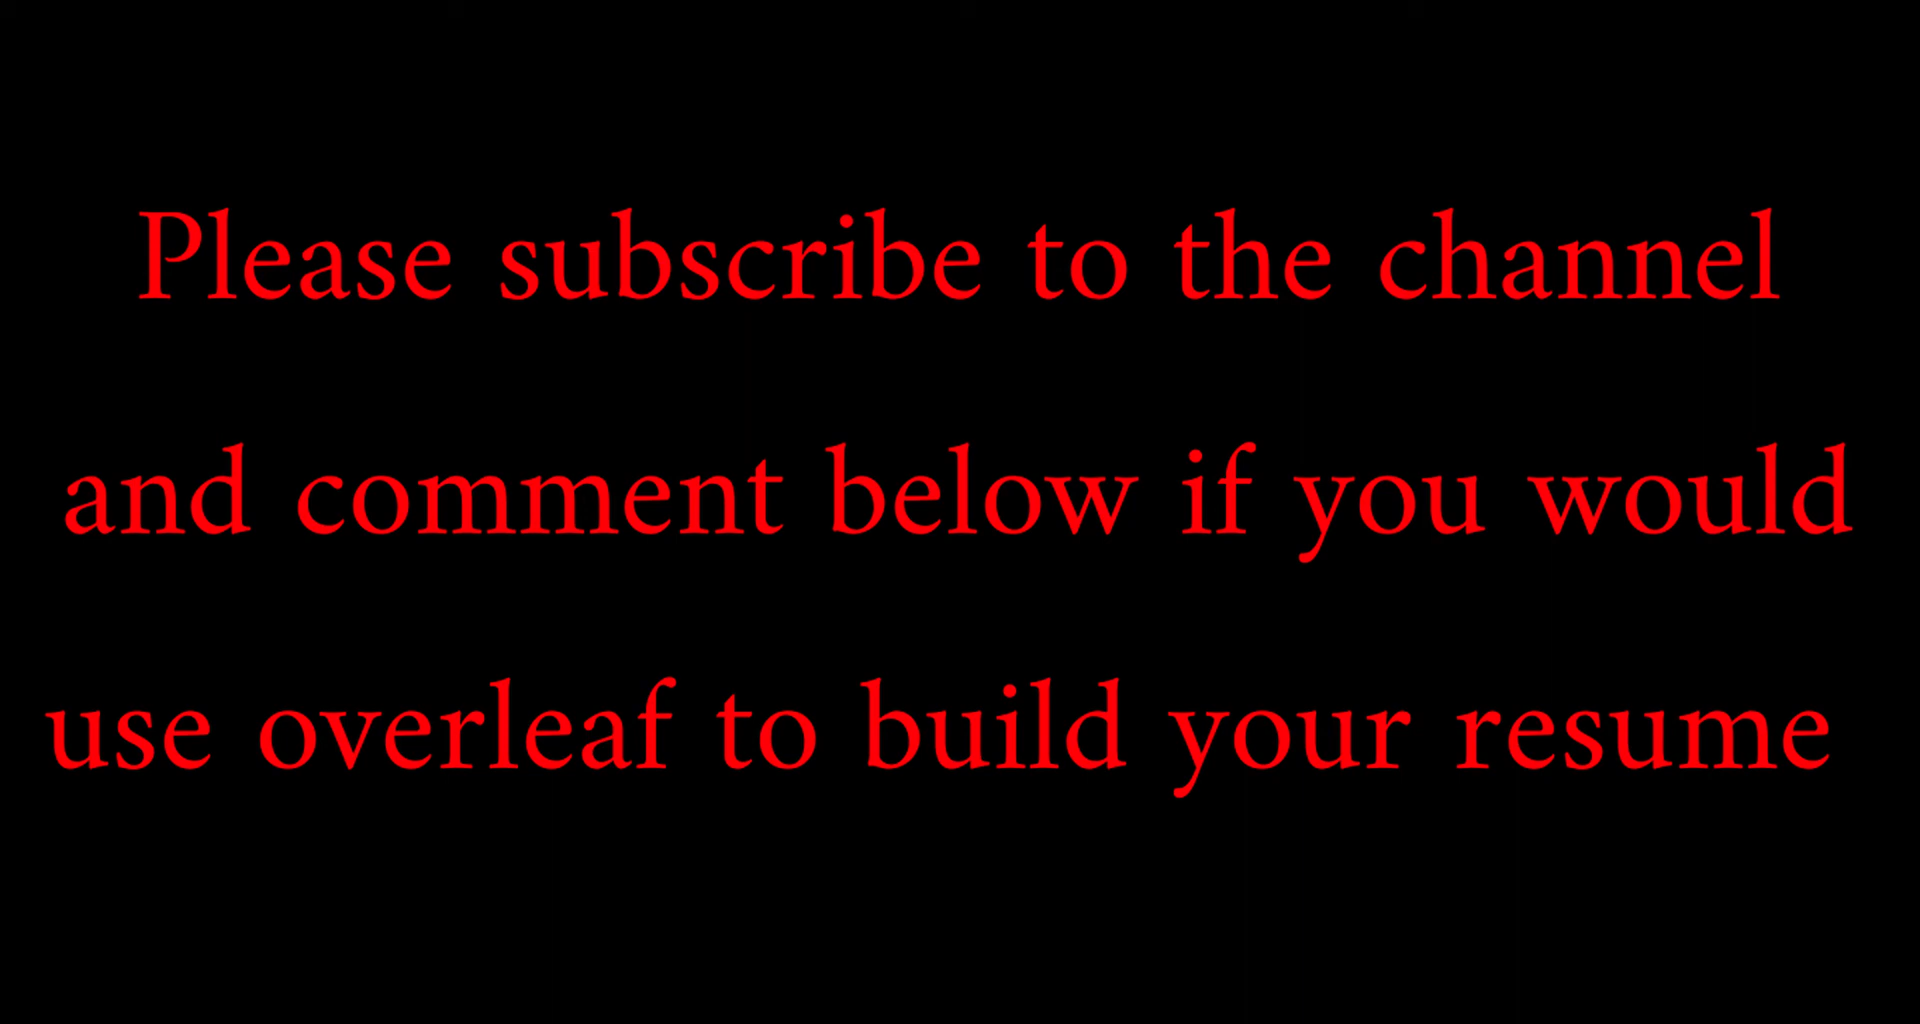 Please subscribe to the channel
and comment below if you would
use overleaf to build your resume